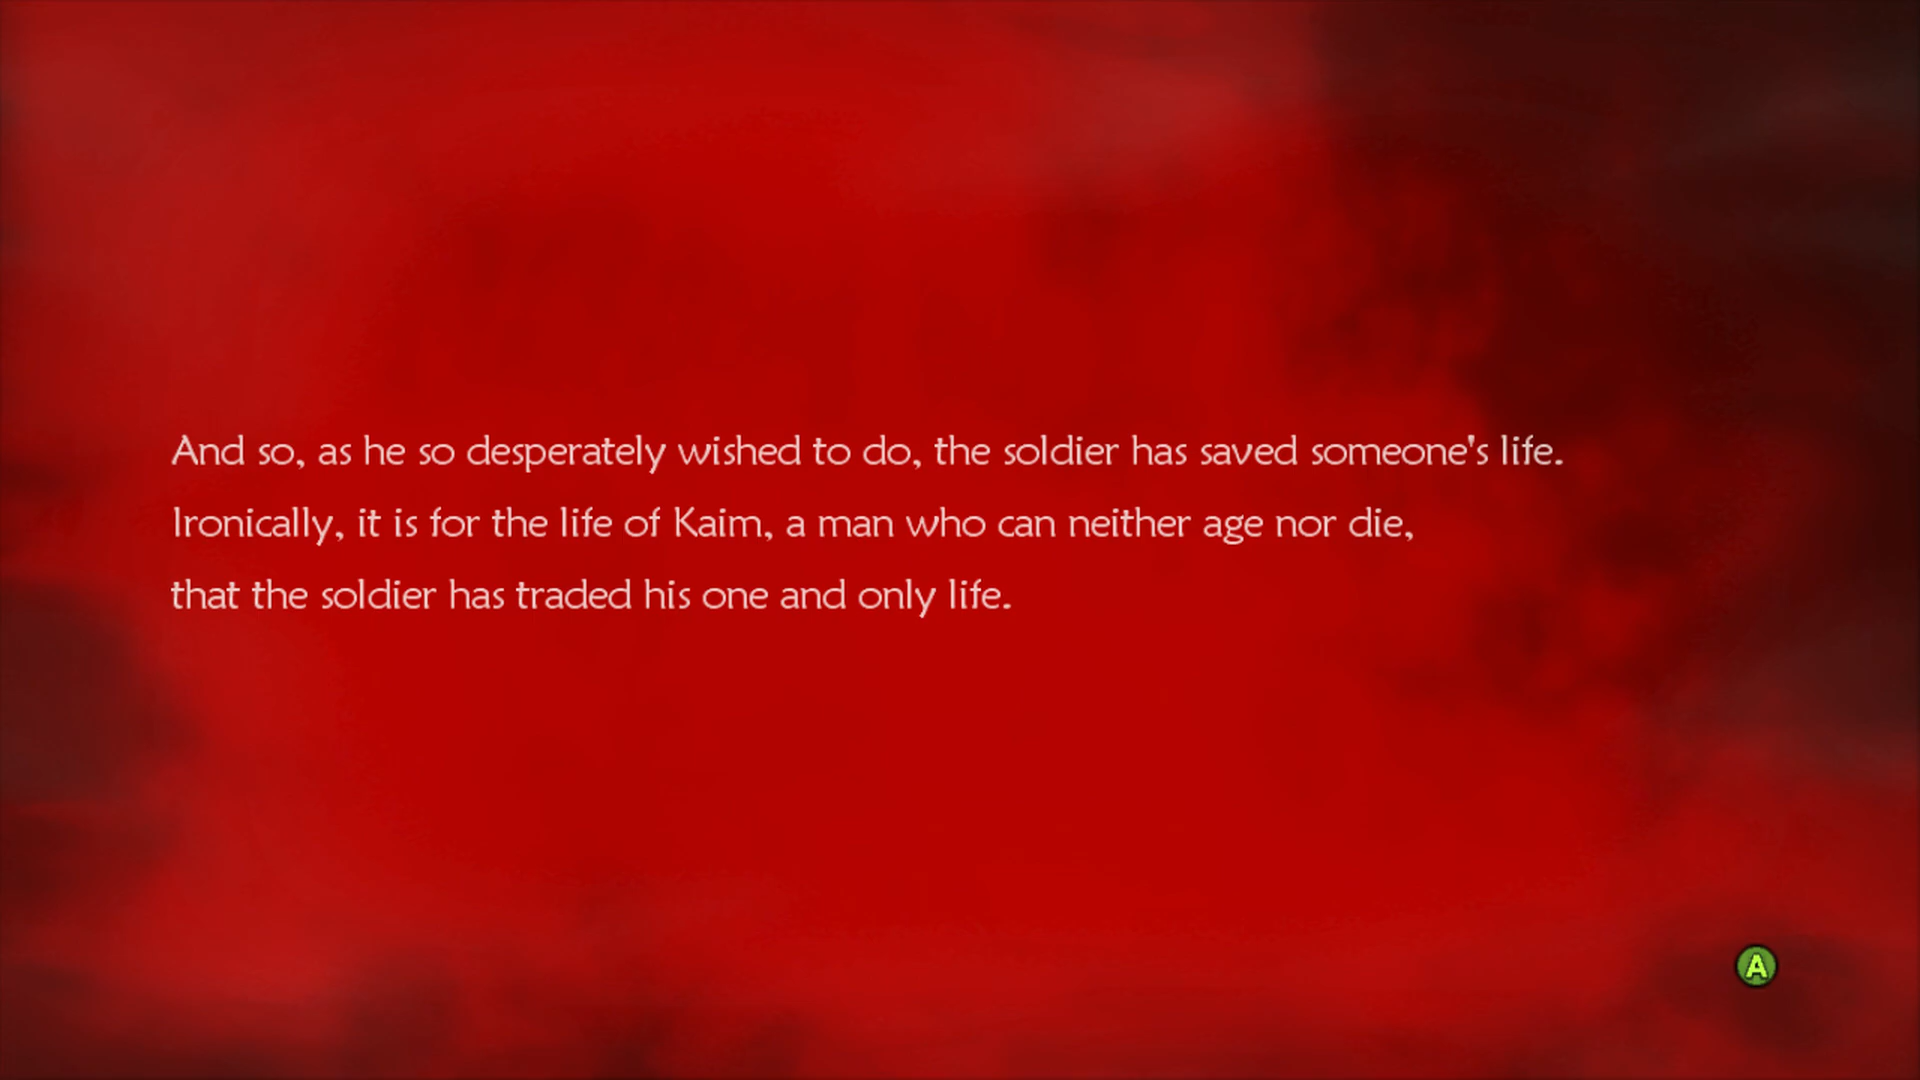 And so, as he so desperately wished to do, the soldier has saved someone's life.
Ironically, it is for the life of Kaim, a man who can neither age nor die,
that the soldier has traded his one and only life.
A